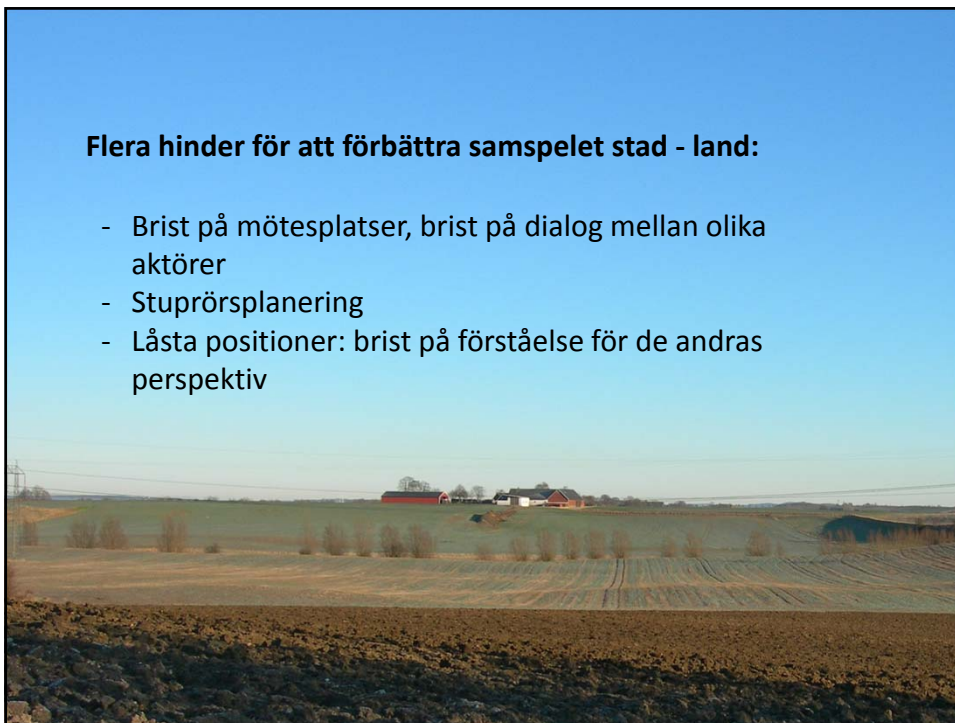 Flera hinder för att förbättra samspelet stad - land:
- Brist på mötesplatser, brist på dialog mellan olika
aktörer
- Stuprörsplanering
- Låsta positioner: brist på förståelse för de andras
perspektiv